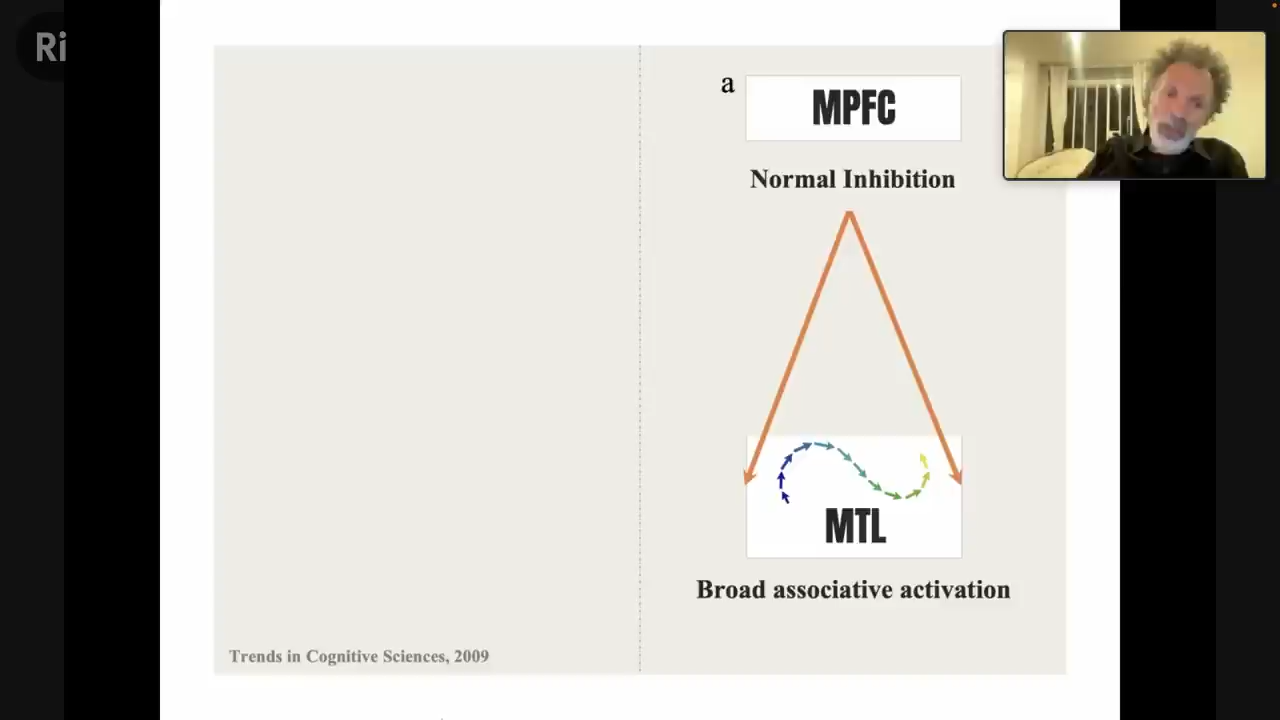 Ri
a
MPFC
Normal Inhibition
MTL
Broad associative activation
Trends in Cognitive Sciences, 2009